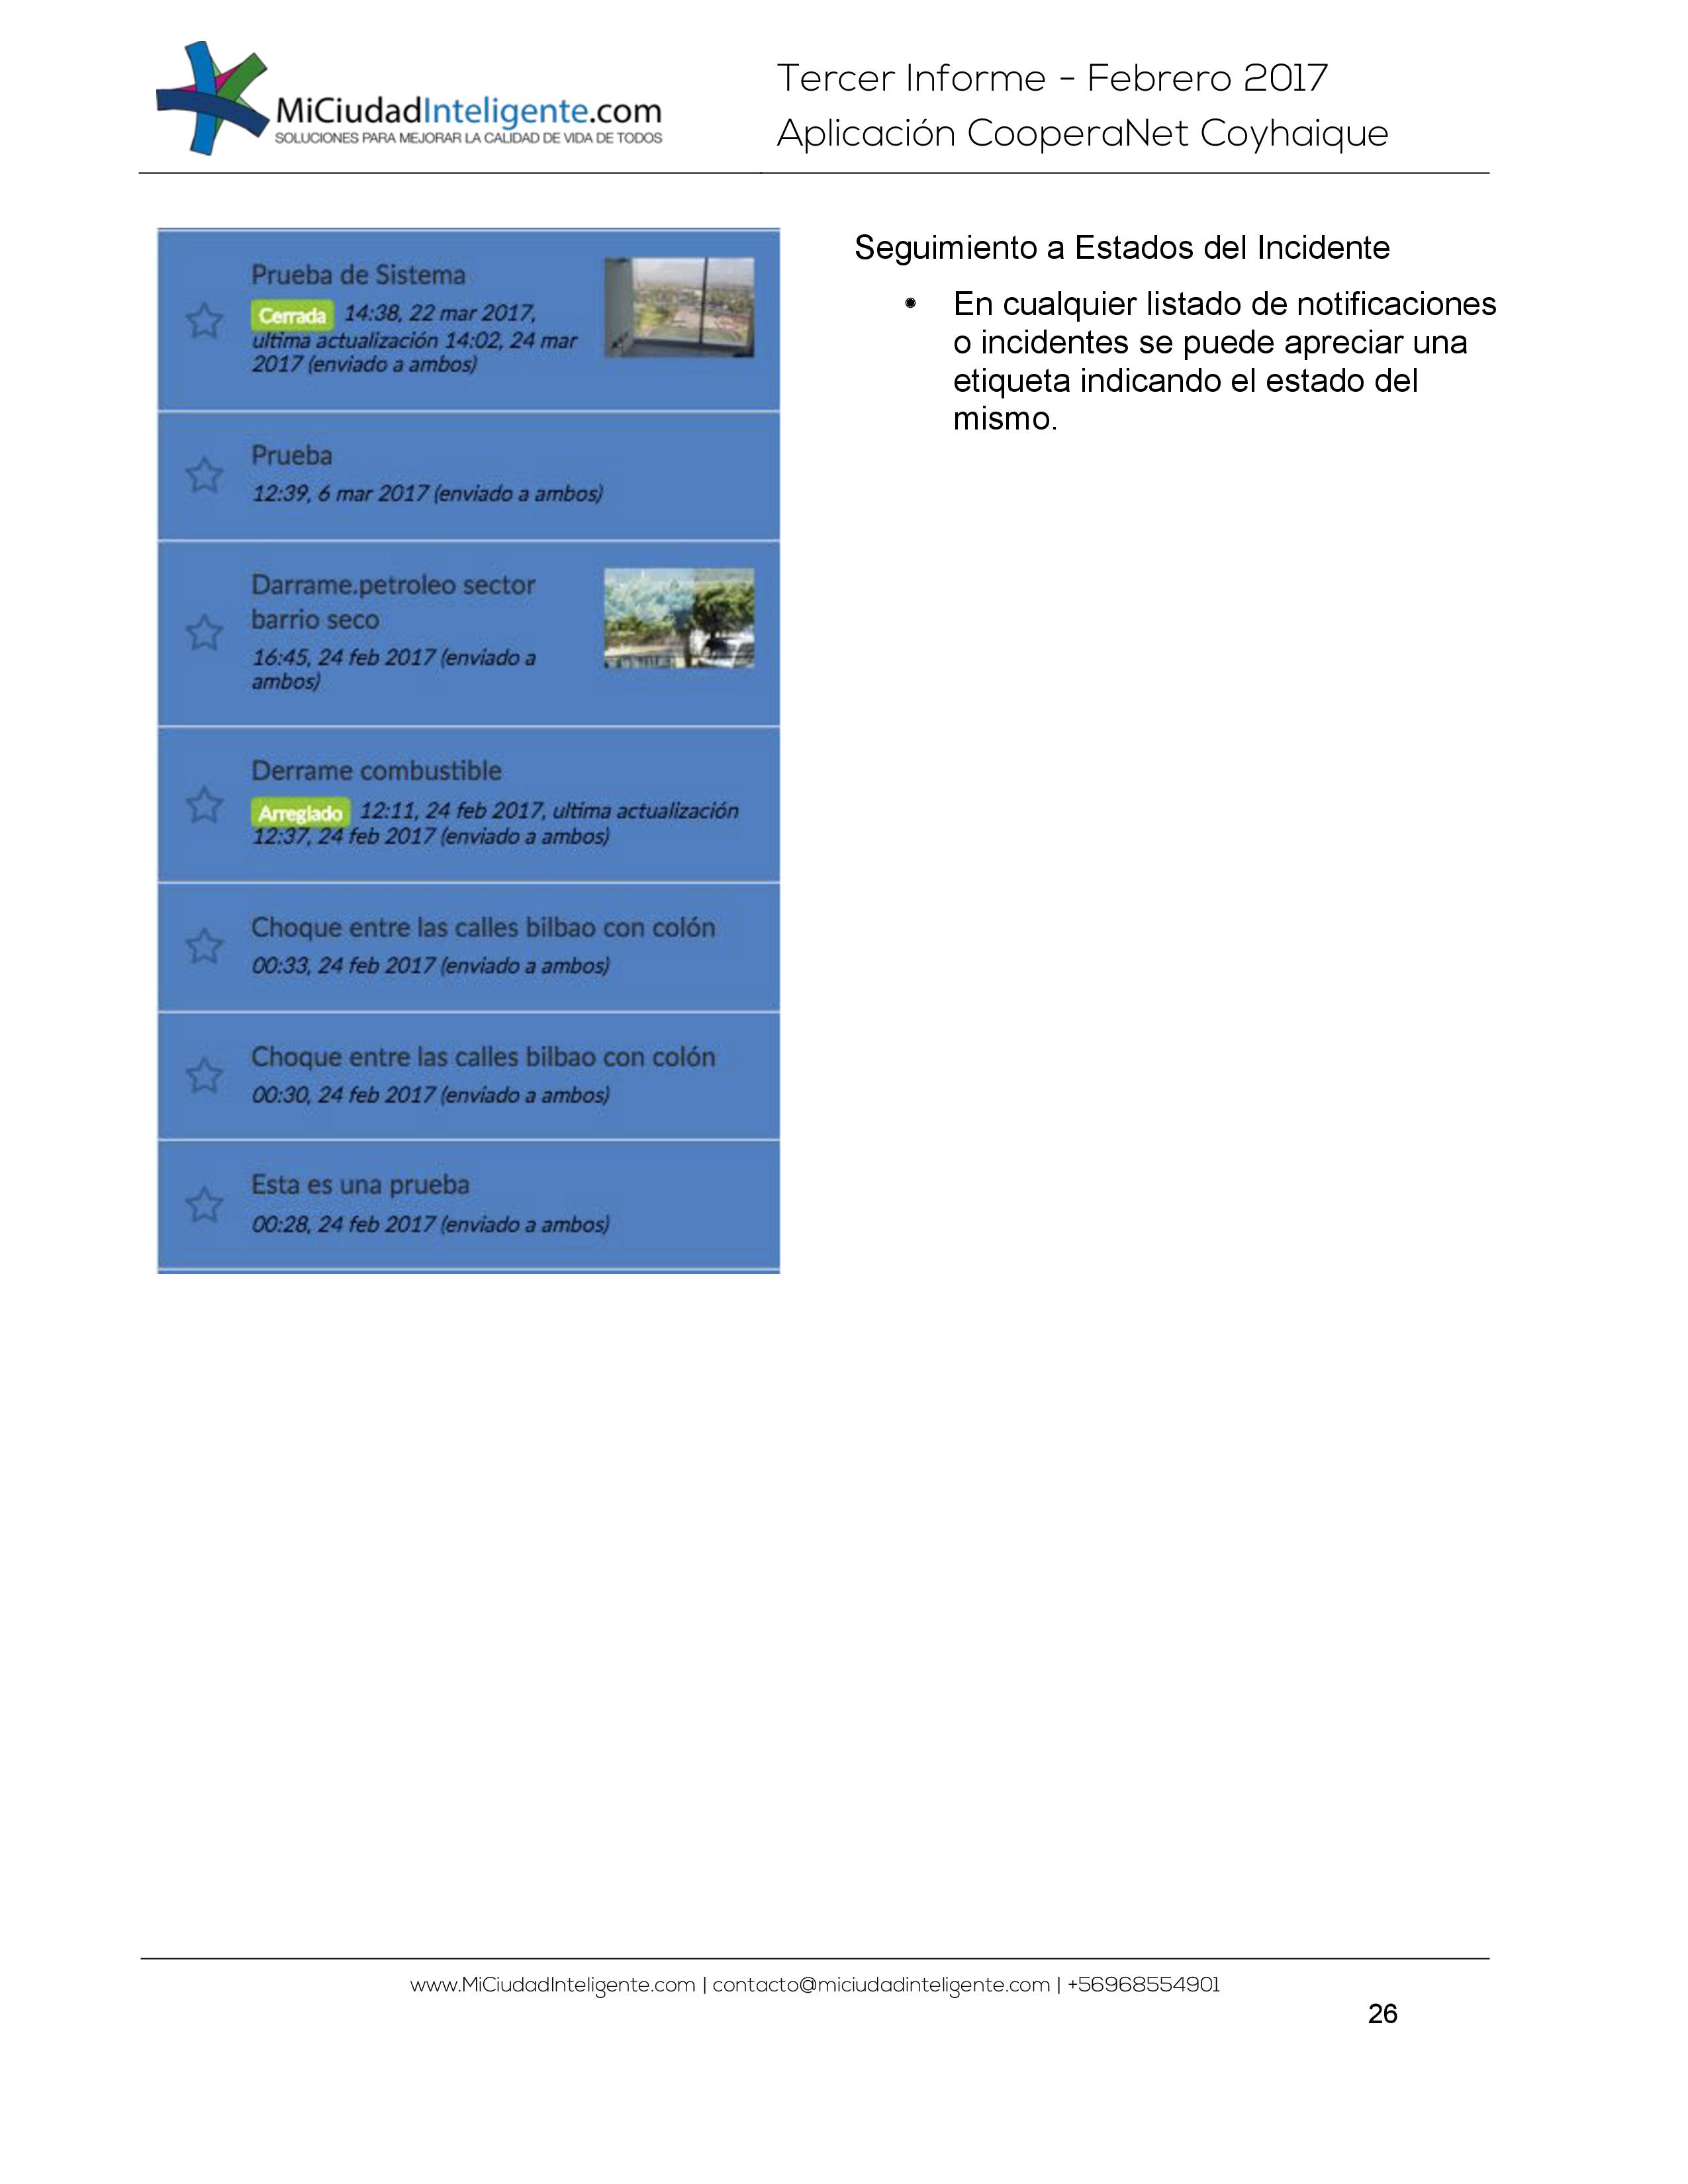 MiCiudadInteligente.com
SOLUCIONES PARA MEJORAR LA CALIDAD DE VIDA DE TODOS
Tercer Informe - Febrero 2017
Aplicación CooperaNet Coyhaique
Prueba de Sistema
Cerrada 14:38, 22 mar 2017,
ultima actualización 14:02, 24 mar
2017 (enviado a ambos)
Prueba
12:39, 6 mar 2017 (enviado a ambos)
Darrame.petroleo sector
barrio seco
16:45, 24 feb 2017 (enviado a
ambos)
Derrame combustible
Arreglado 12:11, 24 feb 2017, ultima actualización
12:37, 24 feb 2017 (enviado a ambos)
Choque entre las calles bilbao con colón
00:33, 24 feb 2017 (enviado a ambos)
Choque entre las calles bilbao con colón
00:30, 24 feb 2017 (enviado a ambos)
Esta es una prueba
00:28, 24 feb 2017 (enviado a ambos)
Seguimiento a Estados del Incidente
• En cualquier listado de notificaciones
o incidentes se puede apreciar una
etiqueta indicando el estado del
mismo.
www.MiCiudadInteligente.com | contacto@miciudadinteligente.com | +56968554901
26